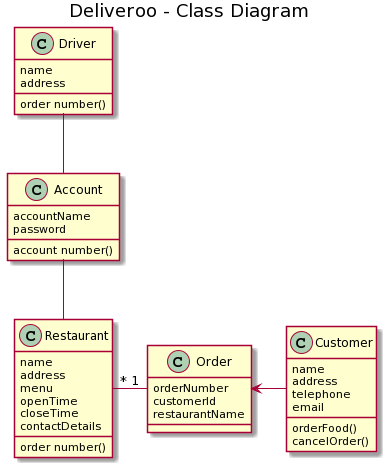 Deliveroo - Class Diagram
C Driver
name
address
order number()
C Account
accountName
password
account number()
C Restaurant
name
address
menu
openTime
closeTime
contactDetails
order number()
* 1
C Order
orderNumber
customerId
restaurantName
C Customer
name
address
telephone
email
orderFood()
cancelOrder()